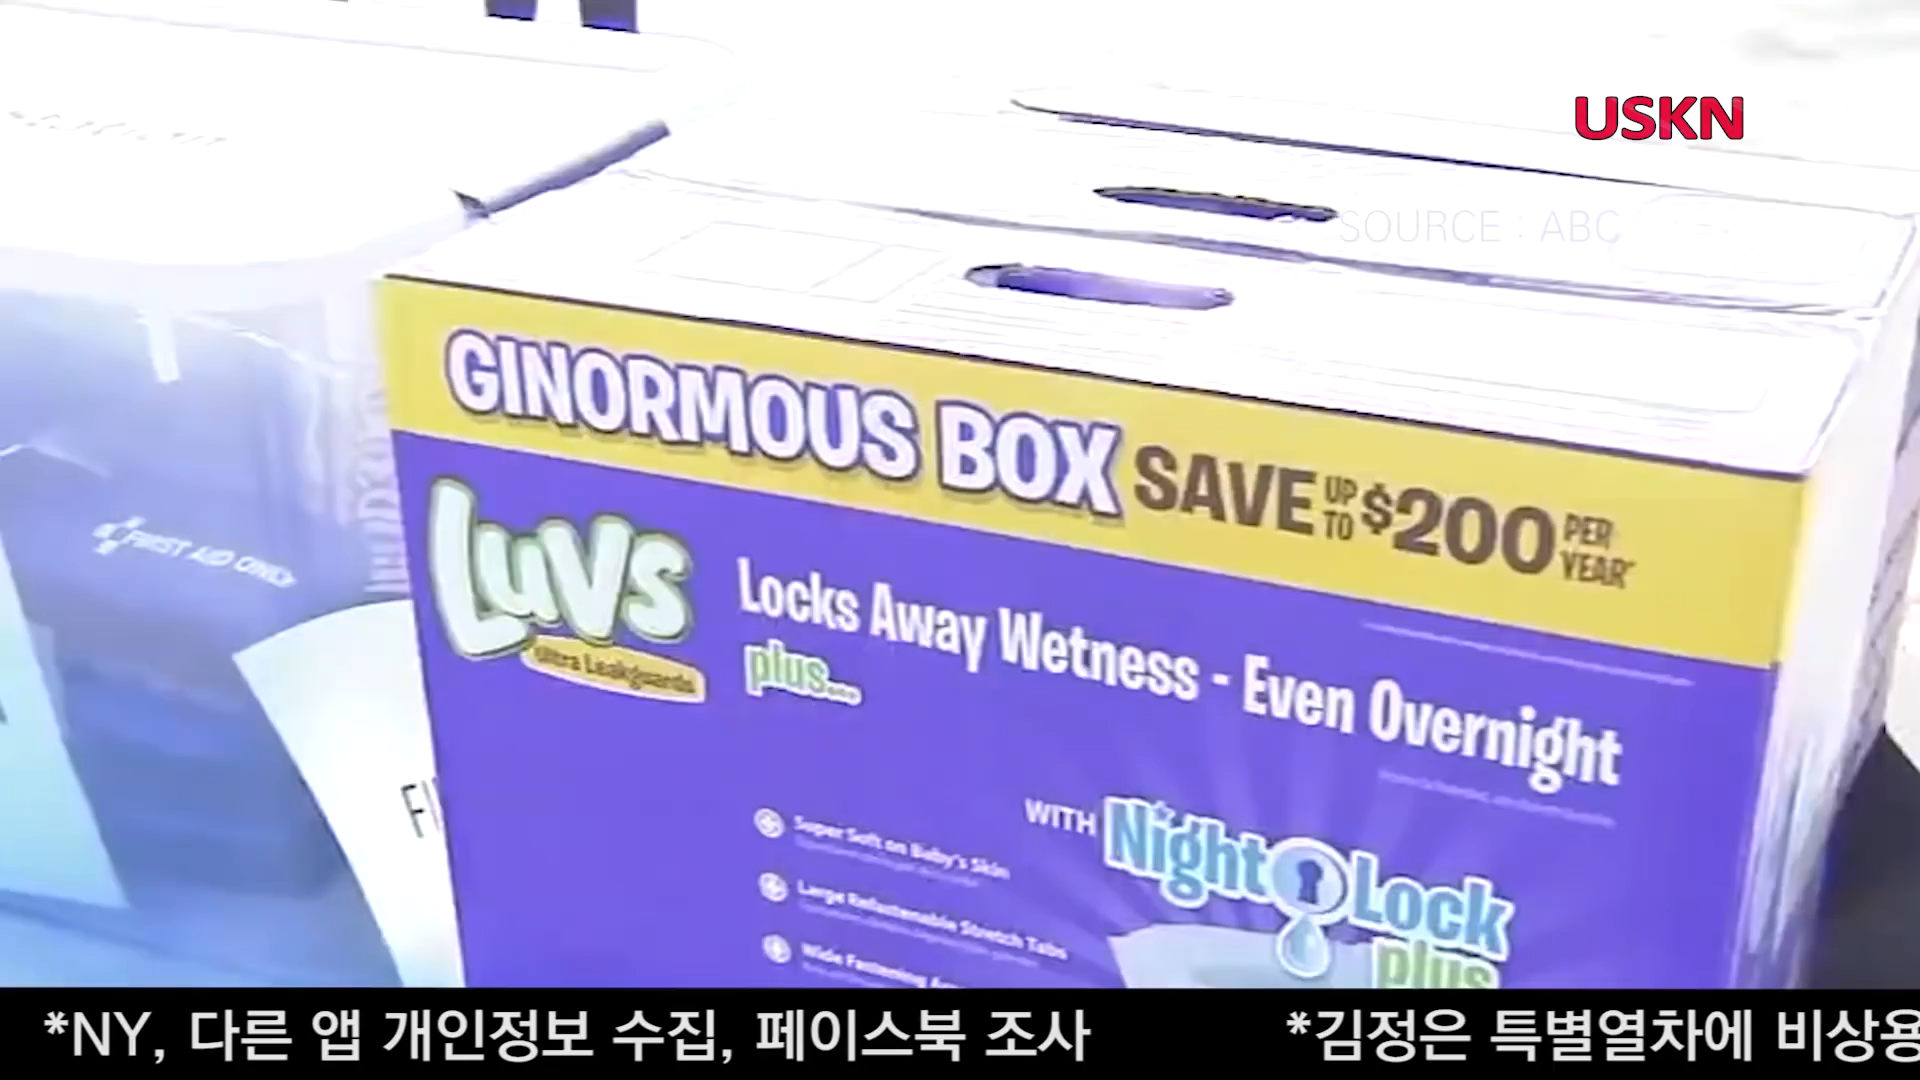 USKN
SOURCE : ABC
GINORMOUS BOX SAVE UP TO $200 PER YEAR*
Luvs
Ultra Leakguards
Locks Away Wetness - Even Overnight
plus...
FIRST AID ONLY
WITH Night Lock
plus
Super Soft on Baby's Skin
Large Refastenable Stretch Tabs
Wide Fastening
*NY, 다른 앱 개인정보 수집, 페이스북 조사 *김정은 특별열차에 비상용